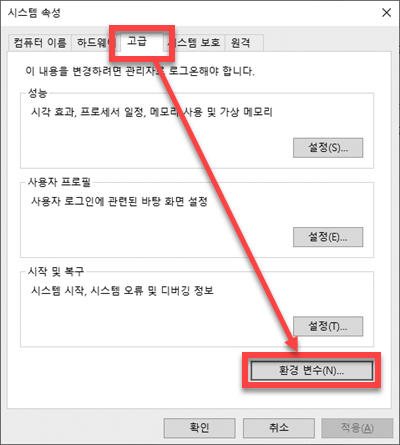 시스템 속성
컴퓨터 이름 하드웨어 고급 시스템 보호 원격
이 내용을 변경하려면 관리자로 로그온해야 합니다.
성능
시각 효과, 프로세서 일정, 메모리 사용 및 가상 메모리
설정(S)...
사용자 프로필
사용자 로그인에 관련된 바탕 화면 설정
설정(E)...
시작 및 복구
시스템 시작, 시스템 오류 및 디버깅 정보
설정(T)...
환경 변수(N)...
확인 취소 적용(A)